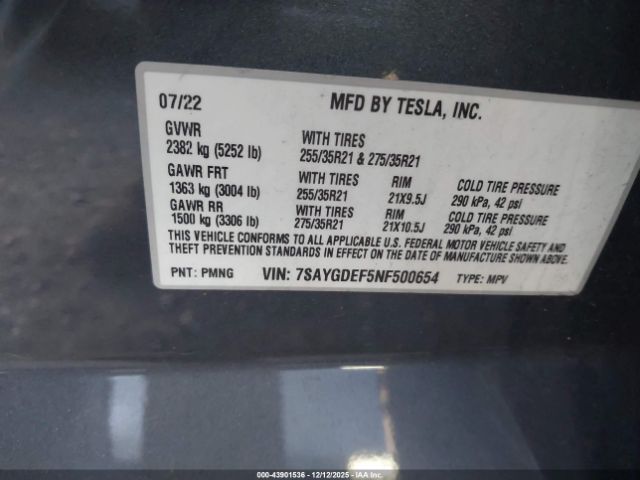 07/22 MFD BY TESLA, INC.
GVWR
2382 kg (5252 lb) WITH TIRES
255/35R21 & 275/35R21
GAWR FRT
1363 kg (3004 lb) WITH TIRES
255/35R21 RIM
21X9.5J COLD TIRE PRESSURE
290 kPa, 42 psi
GAWR RR
1500 kg (3306 lb) WITH TIRES
275/35R21 RIM
21X10.5J COLD TIRE PRESSURE
290 kPa, 42 psi
THIS VEHICLE CONFORMS TO ALL APPLICABLE U.S. FEDERAL MOTOR VEHICLE SAFETY AND
THEFT PREVENTION STANDARDS IN EFFECT ON THE DATE OF MANUFACTURE SHOWN ABOVE.
PNT: PMNG VIN: 7SAYGDEF5NF500654 TYPE: MPV
000-43901536 - 12/12/2025 - IAAI.COM